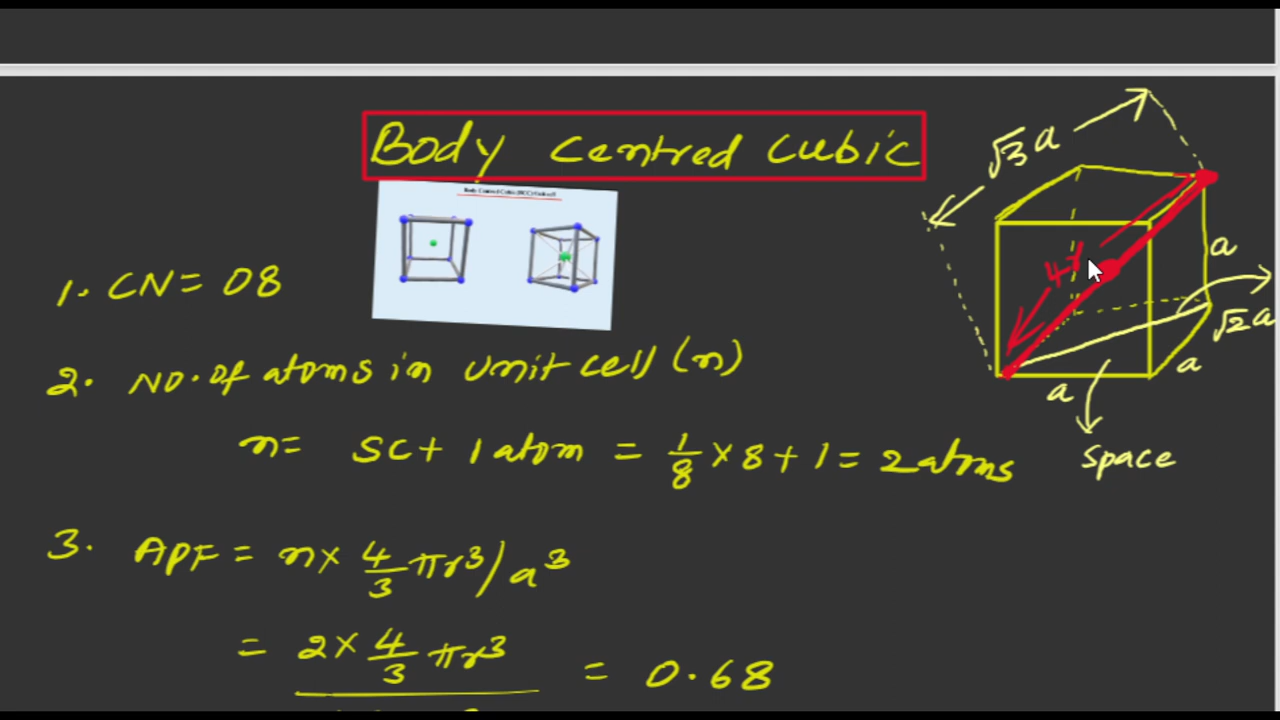 Body Centred Cubic
√3a
4r
a
√2a
a
a
Space
1. CN = 08
2. No. of atoms in unit cell (n)
n = SC + 1 atom = 1/8 × 8 + 1 = 2 atoms
3. APF = n × 4/3 πr³ / a³
= 2 × 4/3 πr³ = 0.68